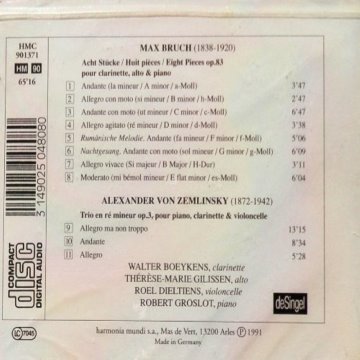 HMC
901371
HM 90
65'16
MAX BRUCH (1838-1920)
Acht Stücke / Huit pièces / Eight Pieces op.83
pour clarinette, alto & piano
1 Andante (la mineur / A minor / a-Moll) 3'47
2 Allegro con moto (si mineur / B minor / h-Moll) 2'47
3 Andante con moto (ut mineur / C minor / c-Moll) 6'47
4 Allegro agitato (ré mineur / D minor / d-Moll) 3'38
5 Rumänische Melodie. Andante (fa mineur / F minor / f-Moll) 5'06
6 Nachtgesang. Andante con moto (sol mineur / G minor / g-Moll) 6'09
7 Allegro vivace (Si majeur / B Major / H-Dur) 3'11
8 Moderato (mi bémol mineur / E flat minor / es-Moll) 6'04
ALEXANDER VON ZEMLINSKY (1872-1942)
Trio en ré mineur op.3, pour piano, clarinette & violoncelle
9 Allegro ma non troppo 13'15
10 Andante 8'34
11 Allegro 5'28
WALTER BOEYKENS, clarinette
THÉRÈSE-MARIE GILISSEN, alto
ROEL DIELTIENS, violoncelle
ROBERT GROSLOT, piano
deSingel
3 149025 048080
COMPACT
disc
DIGITAL AUDIO
LC 7045
harmonia mundi s.a., Mas de Vert, 13200 Arles Ⓟ 1991
Made in Germany